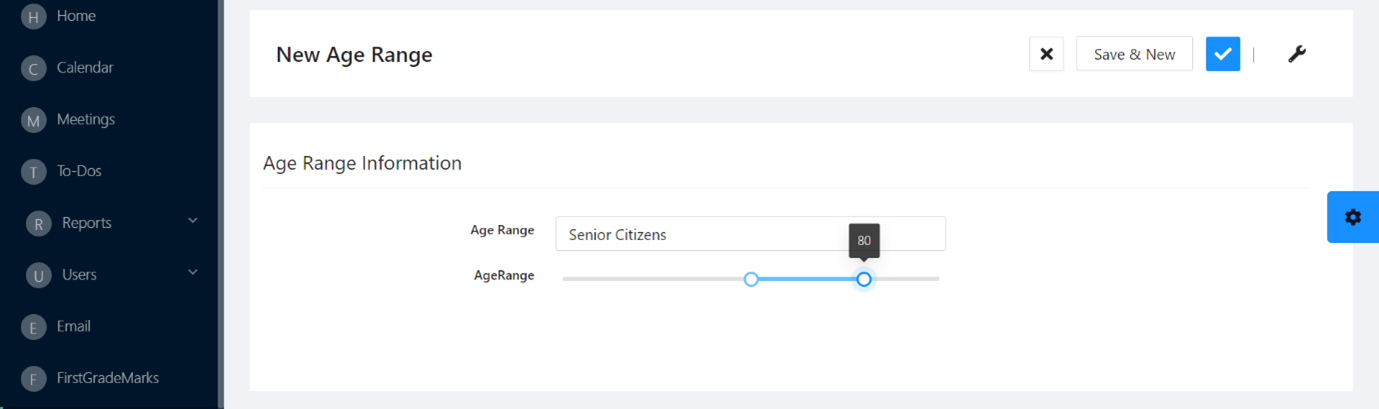 H Home
C Calendar
M Meetings
T To-Dos
R Reports
U Users
E Email
F FirstGradeMarks
New Age Range
Save & New
Age Range Information
Age Range
Senior Citizens
80
AgeRange